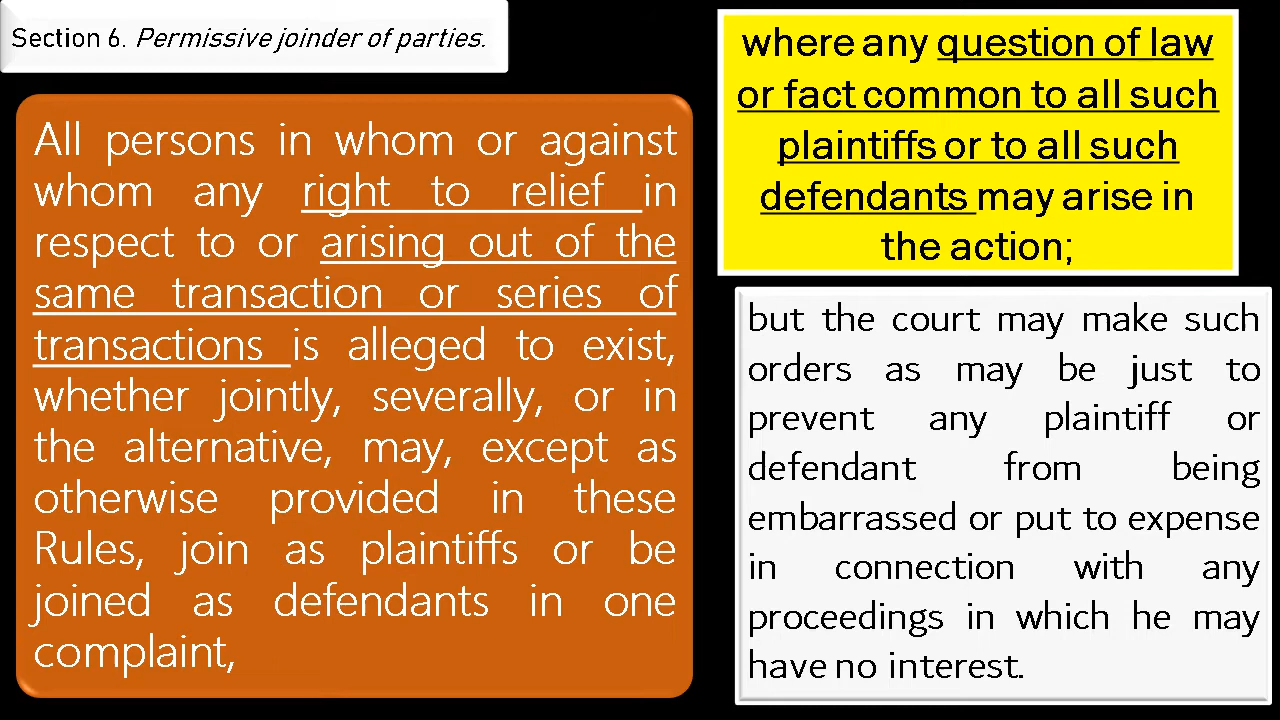 Section 6. Permissive joinder of parties.
All persons in whom or against
whom any right to relief in
respect to or arising out of the
same transaction or series of
transactions is alleged to exist,
whether jointly, severally, or in
the alternative, may, except as
otherwise provided in these
Rules, join as plaintiffs or be
joined as defendants in one
complaint,
where any question of law
or fact common to all such
plaintiffs or to all such
defendants may arise in
the action;
but the court may make such
orders as may be just to
prevent any plaintiff or
defendant from being
embarrassed or put to expense
in connection with any
proceedings in which he may
have no interest.